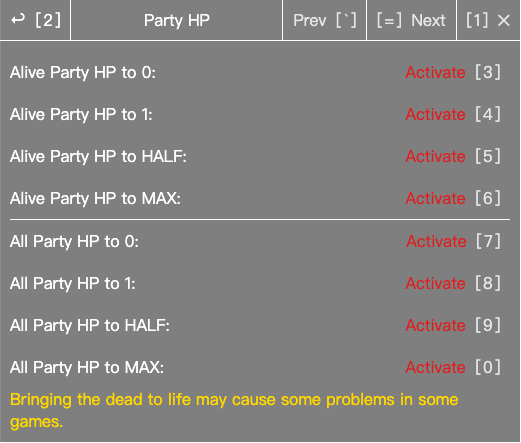 ↩ [2] Party HP Prev [`] [=] Next [1] ×
Alive Party HP to 0: Activate [3]
Alive Party HP to 1: Activate [4]
Alive Party HP to HALF: Activate [5]
Alive Party HP to MAX: Activate [6]
All Party HP to 0: Activate [7]
All Party HP to 1: Activate [8]
All Party HP to HALF: Activate [9]
All Party HP to MAX: Activate [0]
Bringing the dead to life may cause some problems in some
games.